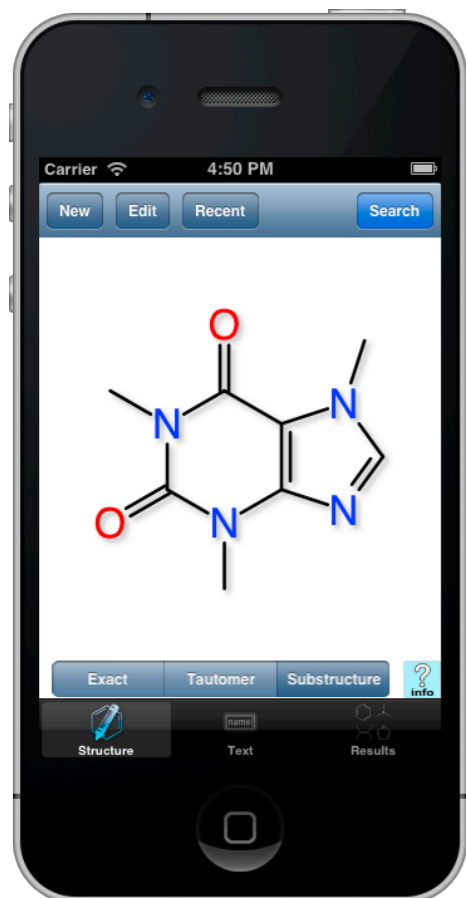 Carrier 4:50 PM
New Edit Recent Search
O
N N
O N N
Exact Tautomer Substructure ?
info
name
Structure Text Results